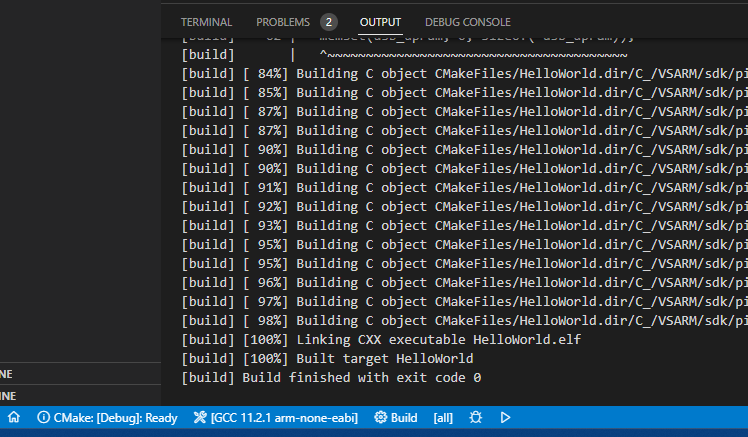 TERMINAL PROBLEMS 2 OUTPUT DEBUG CONSOLE
[build] | ^~~~~~~~~~~~~~~~~~~~~~~~~~~~~~~~~~~~~~~
[build] [ 84%] Building C object CMakeFiles/HelloWorld.dir/C_/VSARM/sdk/pi
[build] [ 85%] Building C object CMakeFiles/HelloWorld.dir/C_/VSARM/sdk/pi
[build] [ 87%] Building C object CMakeFiles/HelloWorld.dir/C_/VSARM/sdk/pi
[build] [ 87%] Building C object CMakeFiles/HelloWorld.dir/C_/VSARM/sdk/pi
[build] [ 90%] Building C object CMakeFiles/HelloWorld.dir/C_/VSARM/sdk/pi
[build] [ 90%] Building C object CMakeFiles/HelloWorld.dir/C_/VSARM/sdk/pi
[build] [ 91%] Building C object CMakeFiles/HelloWorld.dir/C_/VSARM/sdk/pi
[build] [ 92%] Building C object CMakeFiles/HelloWorld.dir/C_/VSARM/sdk/pi
[build] [ 93%] Building C object CMakeFiles/HelloWorld.dir/C_/VSARM/sdk/pi
[build] [ 95%] Building C object CMakeFiles/HelloWorld.dir/C_/VSARM/sdk/pi
[build] [ 95%] Building C object CMakeFiles/HelloWorld.dir/C_/VSARM/sdk/pi
[build] [ 96%] Building C object CMakeFiles/HelloWorld.dir/C_/VSARM/sdk/pi
[build] [ 97%] Building C object CMakeFiles/HelloWorld.dir/C_/VSARM/sdk/pi
[build] [ 98%] Building C object CMakeFiles/HelloWorld.dir/C_/VSARM/sdk/pi
[build] [100%] Linking CXX executable HelloWorld.elf
[build] [100%] Built target HelloWorld
[build] Build finished with exit code 0
NE
INE
CMake: [Debug]: Ready [GCC 11.2.1 arm-none-eabi] Build [all]